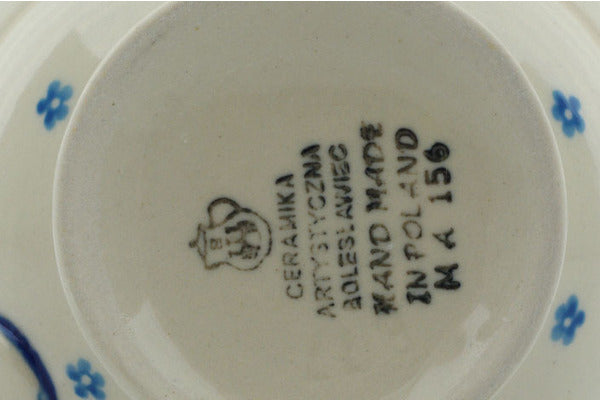 CERAMIKA
ARTYSTYCZNA
BOLESŁAWIEC
HAND MADE
IN POLAND
M A 156